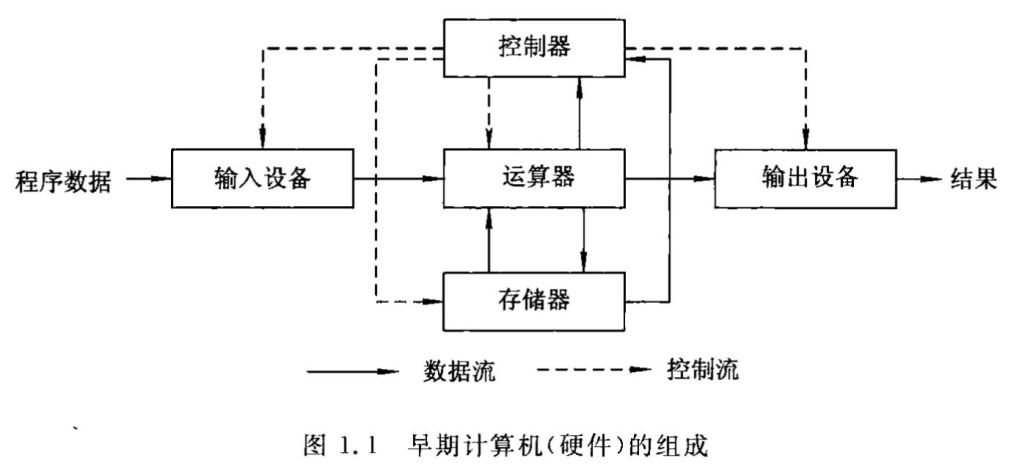 控制器
程序数据
输入设备
运算器
输出设备
结果
存储器
数据流
控制流
图 1.1 早期计算机(硬件)的组成